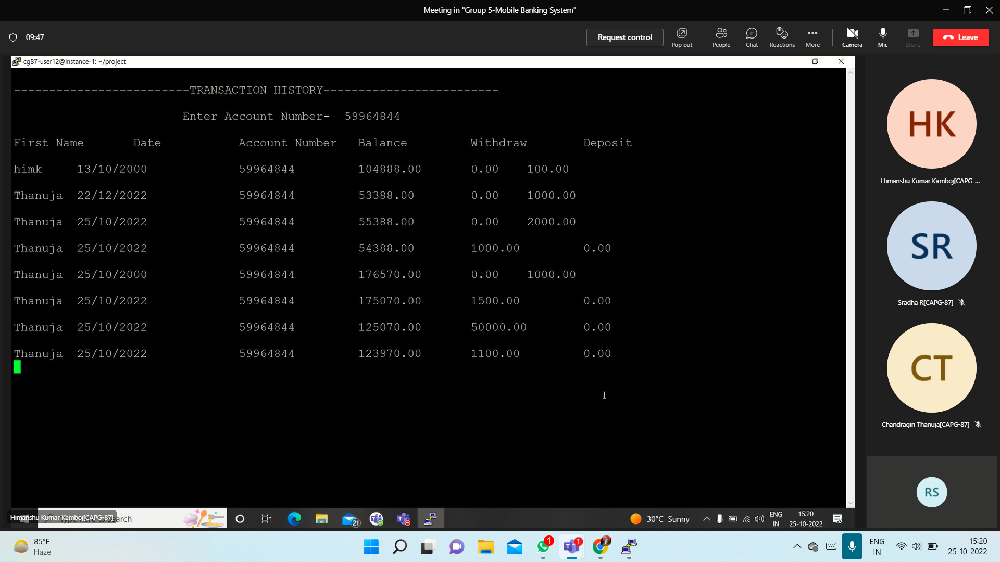 Meeting in "Group 5-Mobile Banking System"
09:47
Request control
Pop out
People
Chat
Reactions
More
Camera
Mic
Share
Leave
cg87-user12@instance-1: ~/project
-------------------------TRANSACTION HISTORY-------------------------
Enter Account Number- 59964844
First Name Date Account Number Balance Withdraw Deposit
himk 13/10/2000 59964844 104888.00 0.00 100.00
Thanuja 22/12/2022 59964844 53388.00 0.00 1000.00
Thanuja 25/10/2022 59964844 55388.00 0.00 2000.00
Thanuja 25/10/2022 59964844 54388.00 1000.00 0.00
Thanuja 25/10/2000 59964844 176570.00 0.00 1000.00
Thanuja 25/10/2022 59964844 175070.00 1500.00 0.00
Thanuja 25/10/2022 59964844 125070.00 50000.00 0.00
Thanuja 25/10/2022 59964844 123970.00 1100.00 0.00
HK
Himanshu Kumar Kamboj[CAPG-...
SR
Sradha R[CAPG-87]
CT
Chandragiri Thanuja[CAPG-87]
RS
Himanshu Kumar Kamboj[CAPG-87]
search
21
30°C Sunny
ENG
IN
15:20
25-10-2022
85°F
Haze
1
1
ENG
IN
15:20
25-10-2022